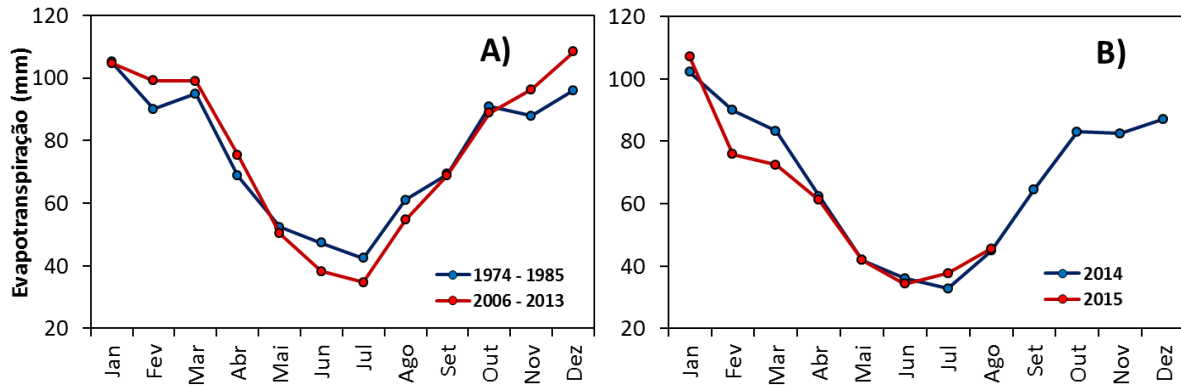 A)
Evapotranspiração (mm)
120
100
80
60
40
20
1974 - 1985
2006 - 2013
Jan Fev Mar Abr Mai Jun Jul Ago Set Out Nov Dez
B)
120
100
80
60
40
20
2014
2015
Jan Fev Mar Abr Mai Jun Jul Ago Set Out Nov Dez